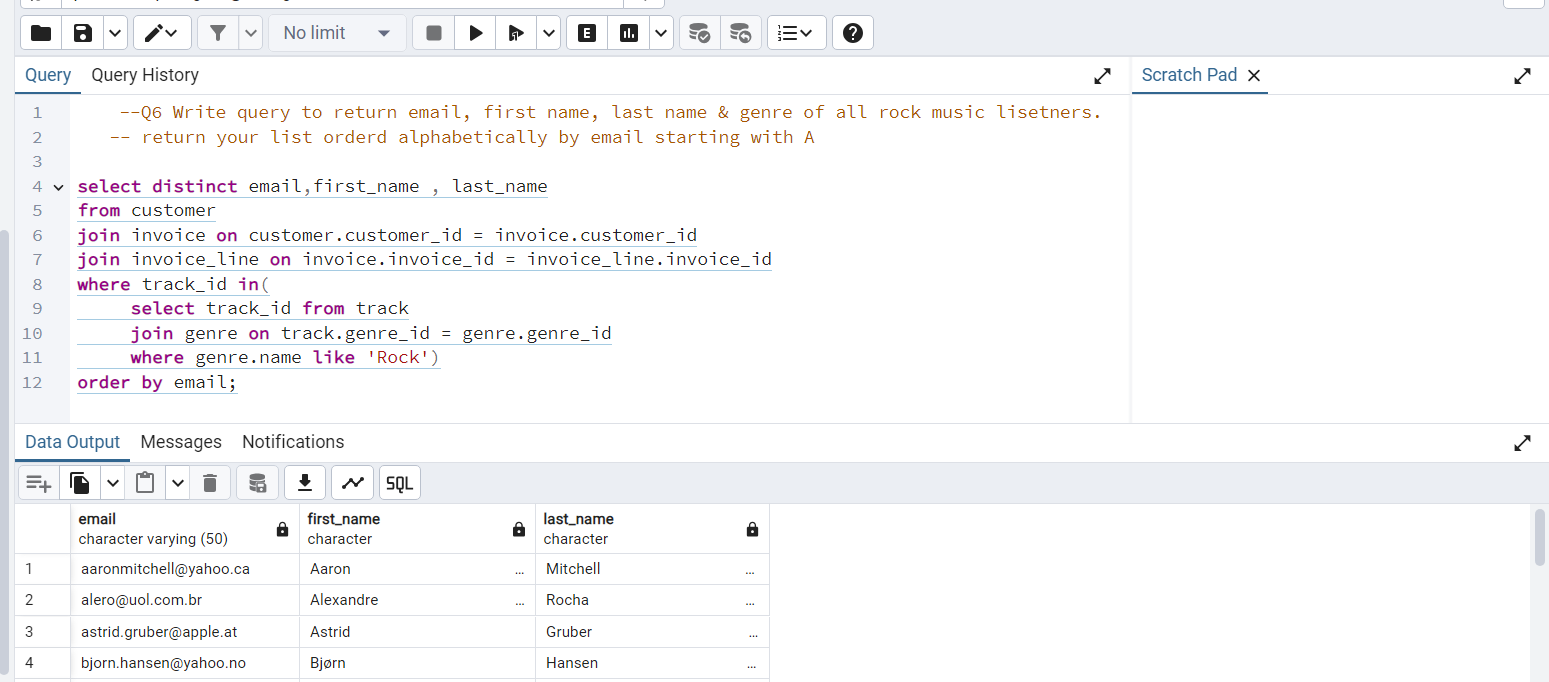 No limit
E
Query
Query History
Scratch Pad
1 --Q6 Write query to return email, first name, last name & genre of all rock music lisetners.
2 -- return your list orderd alphabetically by email starting with A
3
4 select distinct email,first_name , last_name
5 from customer
6 join invoice on customer.customer_id = invoice.customer_id
7 join invoice_line on invoice.invoice_id = invoice_line.invoice_id
8 where track_id in(
9 select track_id from track
10 join genre on track.genre_id = genre.genre_id
11 where genre.name like 'Rock')
12 order by email;
Data Output Messages Notifications
SQL
email first_name last_name
character varying (50) character character
1 aaronmitchell@yahoo.ca Aaron ... Mitchell ...
2 alero@uol.com.br Alexandre ... Rocha ...
3 astrid.gruber@apple.at Astrid Gruber ...
4 bjorn.hansen@yahoo.no Bjørn Hansen ...